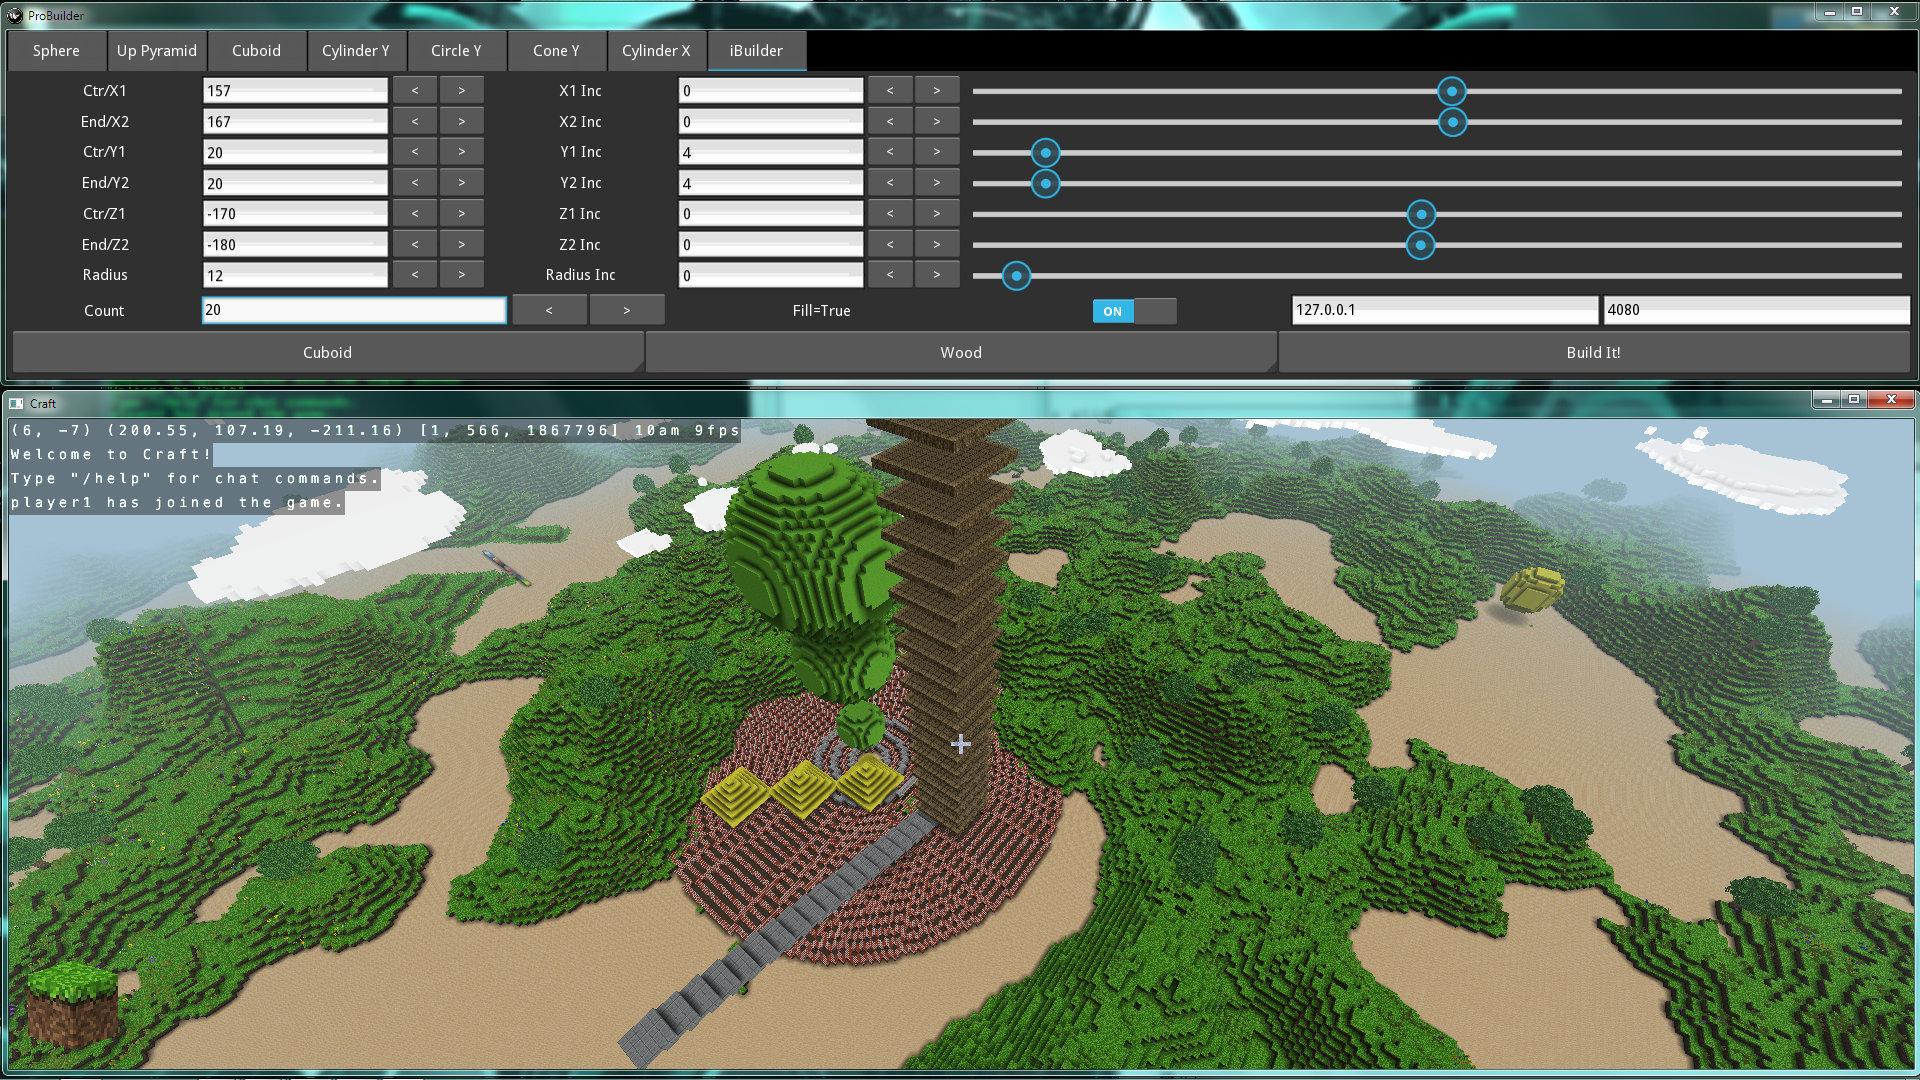 ProBuilder
Sphere Up Pyramid Cuboid Cylinder Y Circle Y Cone Y Cylinder X iBuilder
Ctr/X1 157 < > X1 Inc 0 < >
End/X2 167 < > X2 Inc 0 < >
Ctr/Y1 20 < > Y1 Inc 4 < >
End/Y2 20 < > Y2 Inc 4 < >
Ctr/Z1 -170 < > Z1 Inc 0 < >
End/Z2 -180 < > Z2 Inc 0 < >
Radius 12 < > Radius Inc 0 < >
Count 20 < > Fill=True ON 127.0.0.1 4080
Cuboid Wood Build It!
Craft
(6, -7) (200.55, 107.19, -211.16) [1, 566, 1867796] 10am 9fps
Welcome to Craft!
Type "/help" for chat commands.
player1 has joined the game.